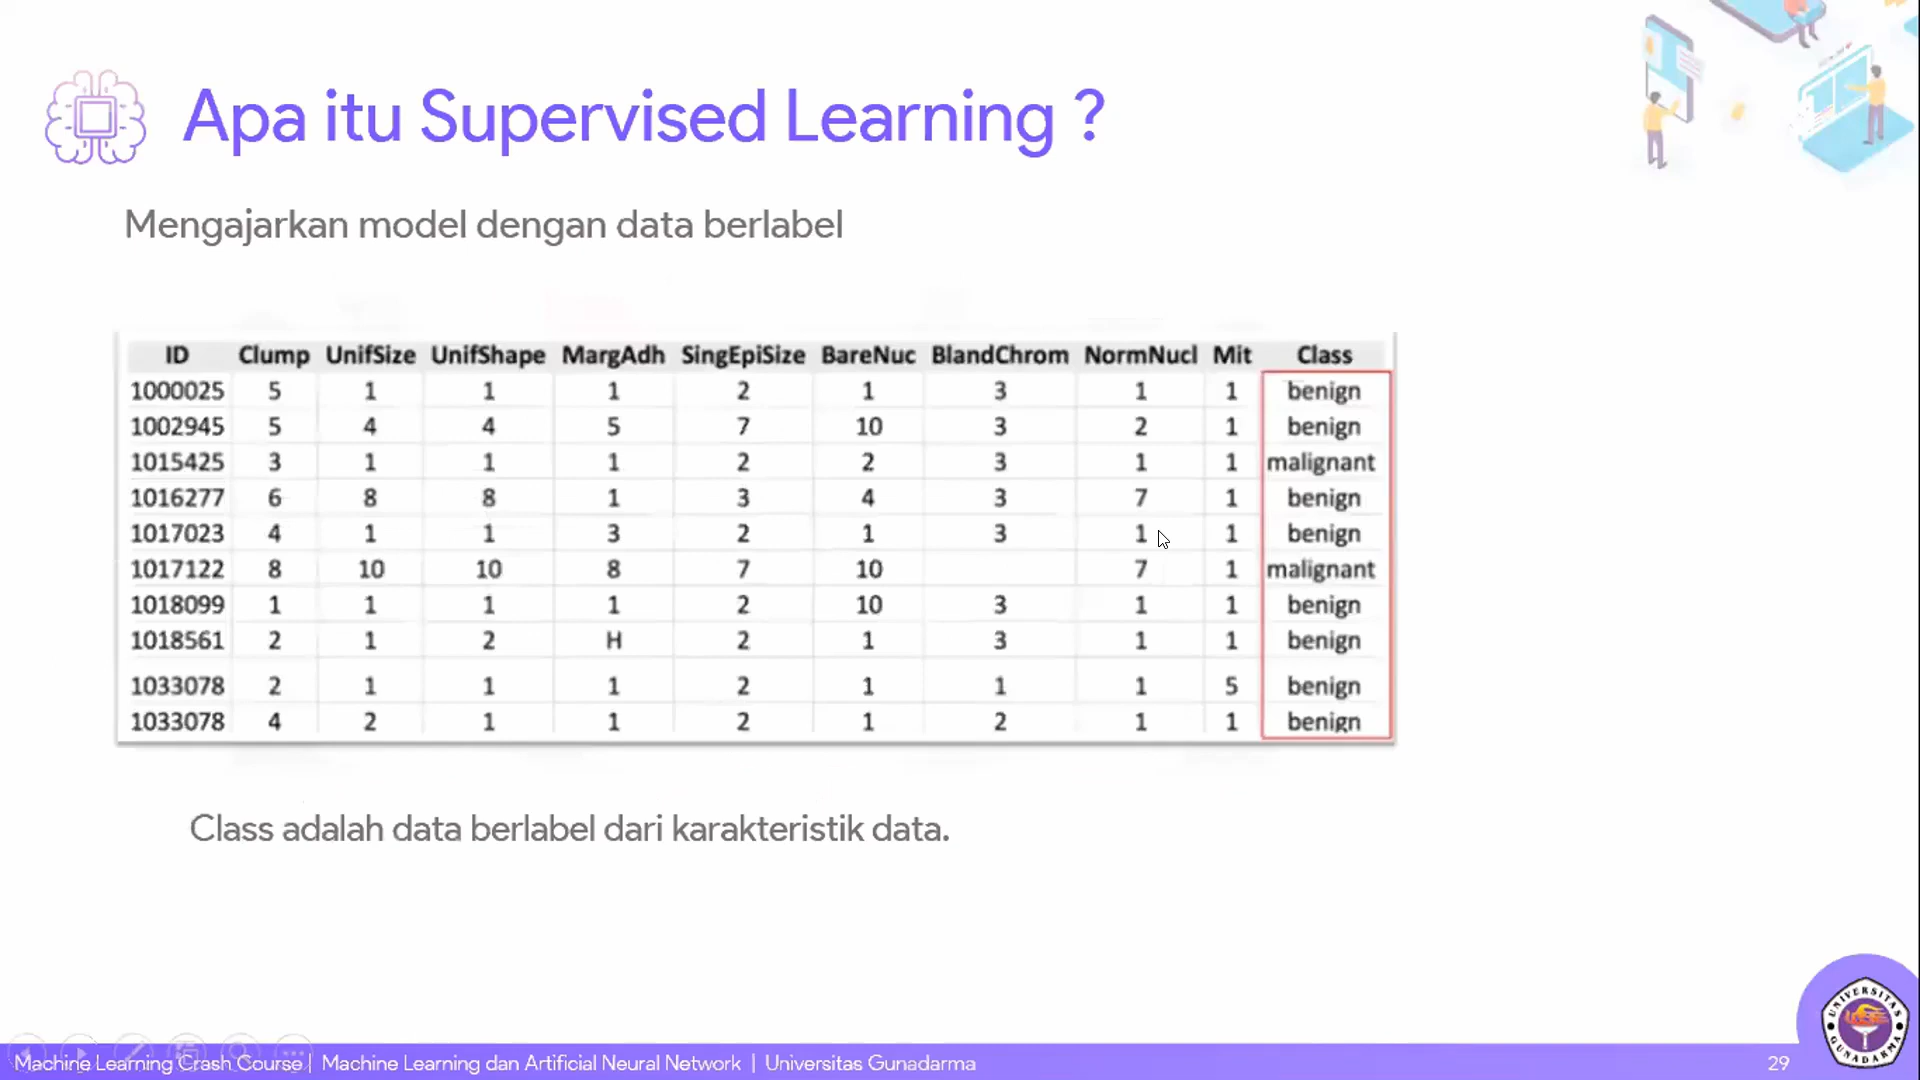 Apa itu Supervised Learning ?
Mengajarkan model dengan data berlabel
ID Clump UnifSize UnifShape MargAdh SingEpiSize BareNuc BlandChrom NormNucl Mit Class
1000025 5 1 1 1 2 1 3 1 1 benign
1002945 5 4 4 5 7 10 3 2 1 benign
1015425 3 1 1 1 2 2 3 1 1 malignant
1016277 6 8 8 1 3 4 3 7 1 benign
1017023 4 1 1 3 2 1 3 1 1 benign
1017122 8 10 10 8 7 10 7 1 malignant
1018099 1 1 1 1 2 10 3 1 1 benign
1018561 2 1 2 H 2 1 3 1 1 benign
1033078 2 1 1 1 2 1 1 1 5 benign
1033078 4 2 1 1 2 1 2 1 1 benign
Class adalah data berlabel dari karakteristik data.
UNIVERSITAS GUNADARMA
Machine Learning Crash Course | Machine Learning dan Artificial Neural Network | Universitas Gunadarma 29